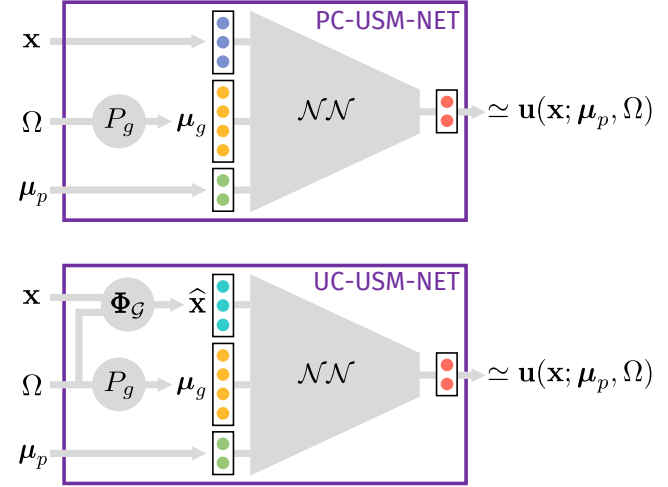 PC-USM-NET
x
Ω P_g μ_g 𝒩𝒩 ≃ u(x; μ_p, Ω)
μ_p
UC-USM-NET
x Φ_𝒢 x̂
Ω P_g μ_g 𝒩𝒩 ≃ u(x; μ_p, Ω)
μ_p